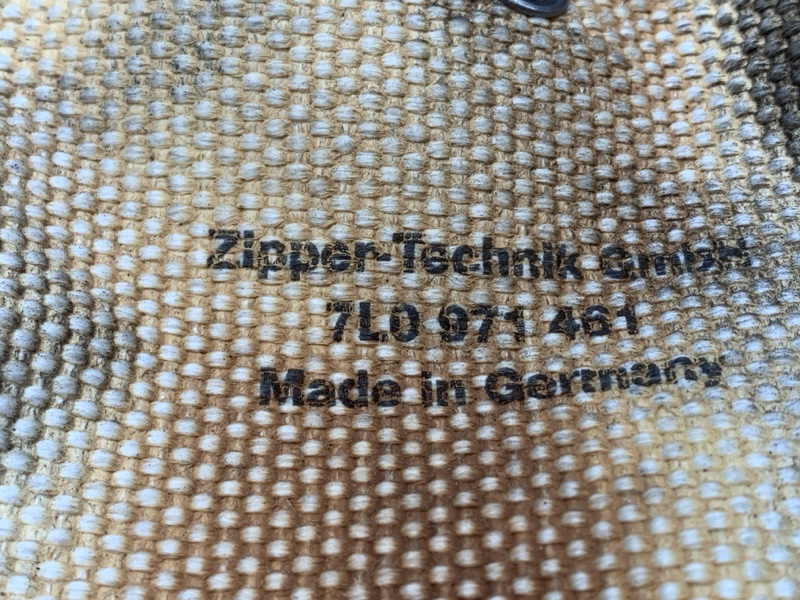 Zipper-Technik GmbH
7L0 971 461
Made in Germany